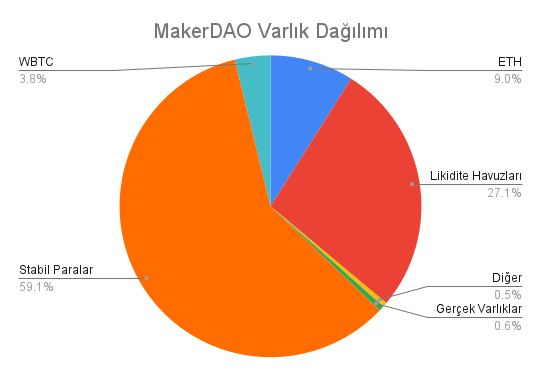 MakerDAO Varlık Dağılımı
WBTC
3.8%
ETH
9.0%
Likidite Havuzları
27.1%
Stabil Paralar
59.1%
Diğer
0.5%
Gerçek Varlıklar
0.6%